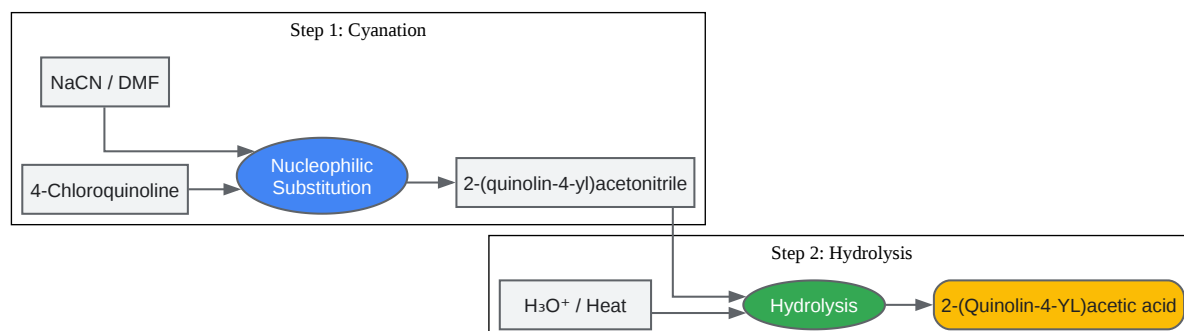 Step 1: Cyanation
NaCN / DMF
4-Chloroquinoline
Nucleophilic
Substitution
2-(quinolin-4-yl)acetonitrile
Step 2: Hydrolysis
H₃O⁺ / Heat
Hydrolysis
2-(Quinolin-4-YL)acetic acid